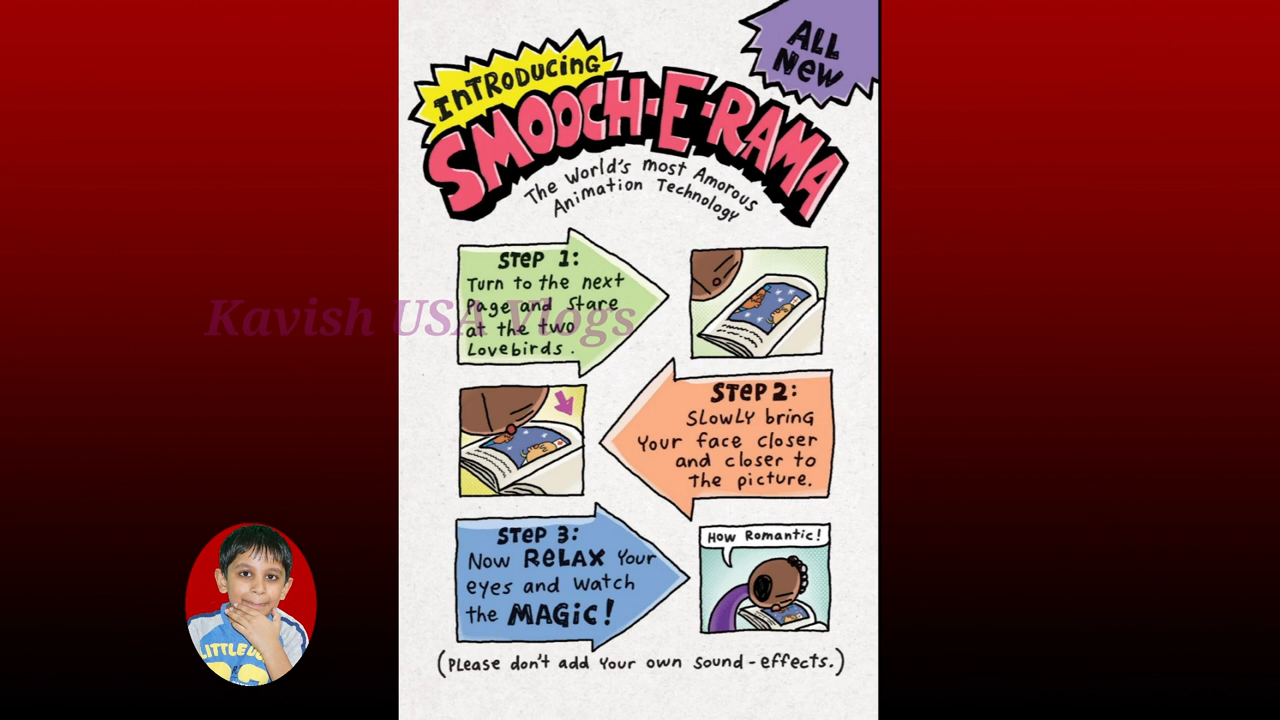 INTRODUCING
ALL
NEW
SMOOCH-E-RAMA
The World's most Amorous
Animation Technology
STEP 1:
Turn to the next
Page and Stare
at the two
Lovebirds.
Kavish USA Vlogs
STEP 2:
SLOWLY bring
Your face closer
and closer to
the picture.
STEP 3:
Now RELAX Your
eyes and Watch
the MAGIC!
How Romantic!
(Please don't add Your own Sound-effects.)